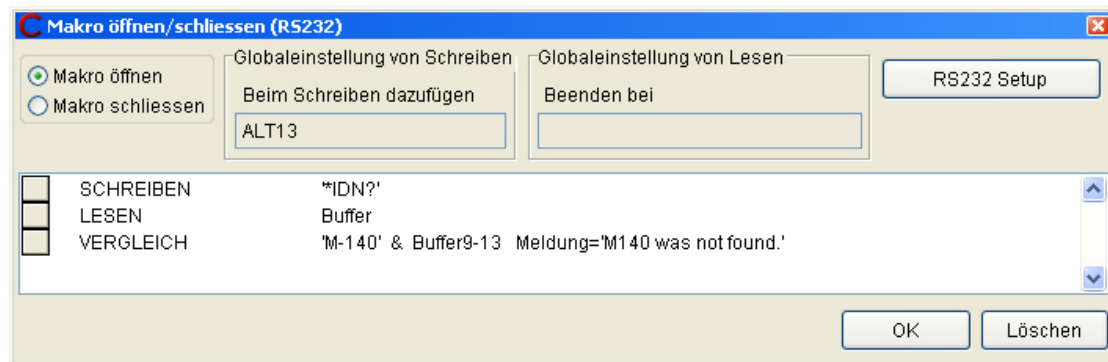 Makro öffnen/schliessen (RS232)
Makro öffnen
Makro schliessen
Globaleinstellung von Schreiben
Beim Schreiben dazufügen
ALT13
Globaleinstellung von Lesen
Beenden bei
RS232 Setup
SCHREIBEN '*IDN?'
LESEN Buffer
VERGLEICH 'M-140' & Buffer9-13 Meldung='M140 was not found.'
OK
Löschen